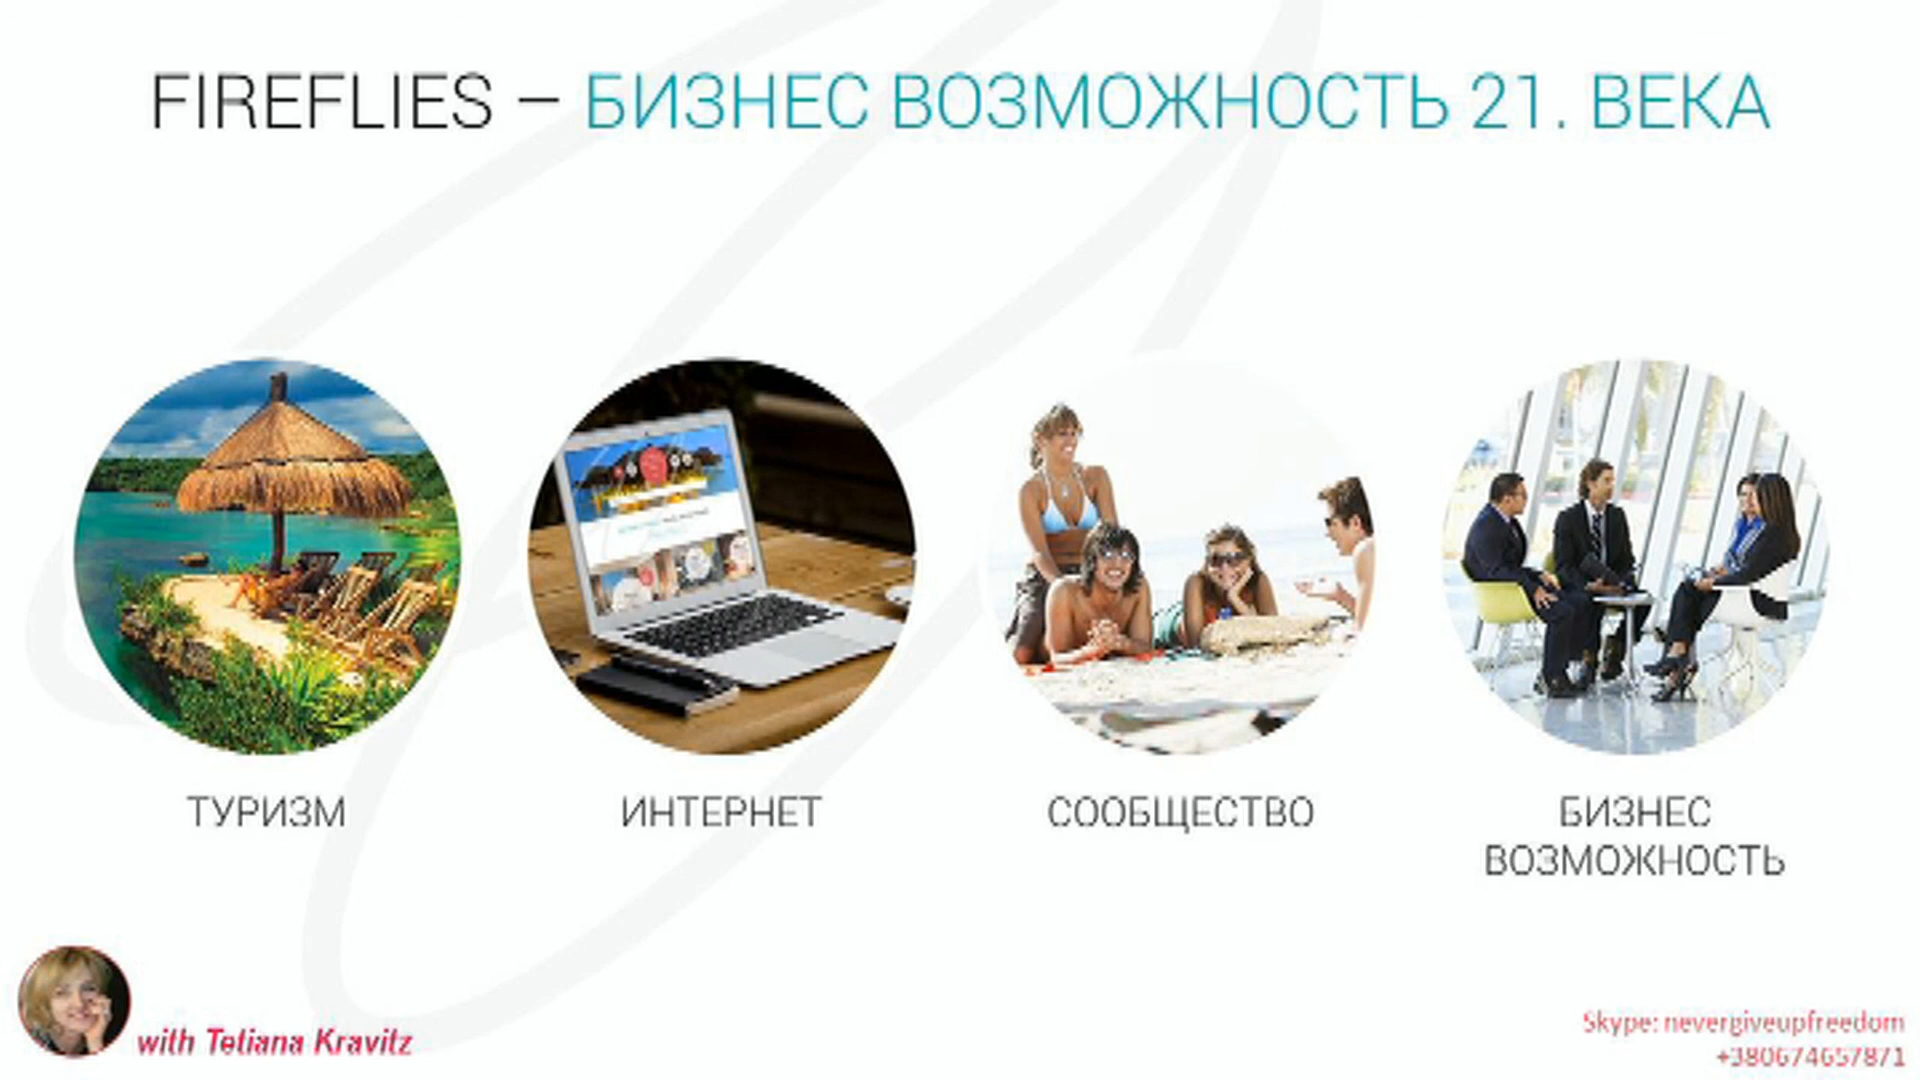 FIREFLIES – БИЗНЕС ВОЗМОЖНОСТЬ 21. ВЕКА
ТУРИЗМ
ИНТЕРНЕТ
СООБЩЕСТВО
БИЗНЕС
ВОЗМОЖНОСТЬ
with Tetiana Kravitz
Skype: nevergiveupfreedom
+380674657871